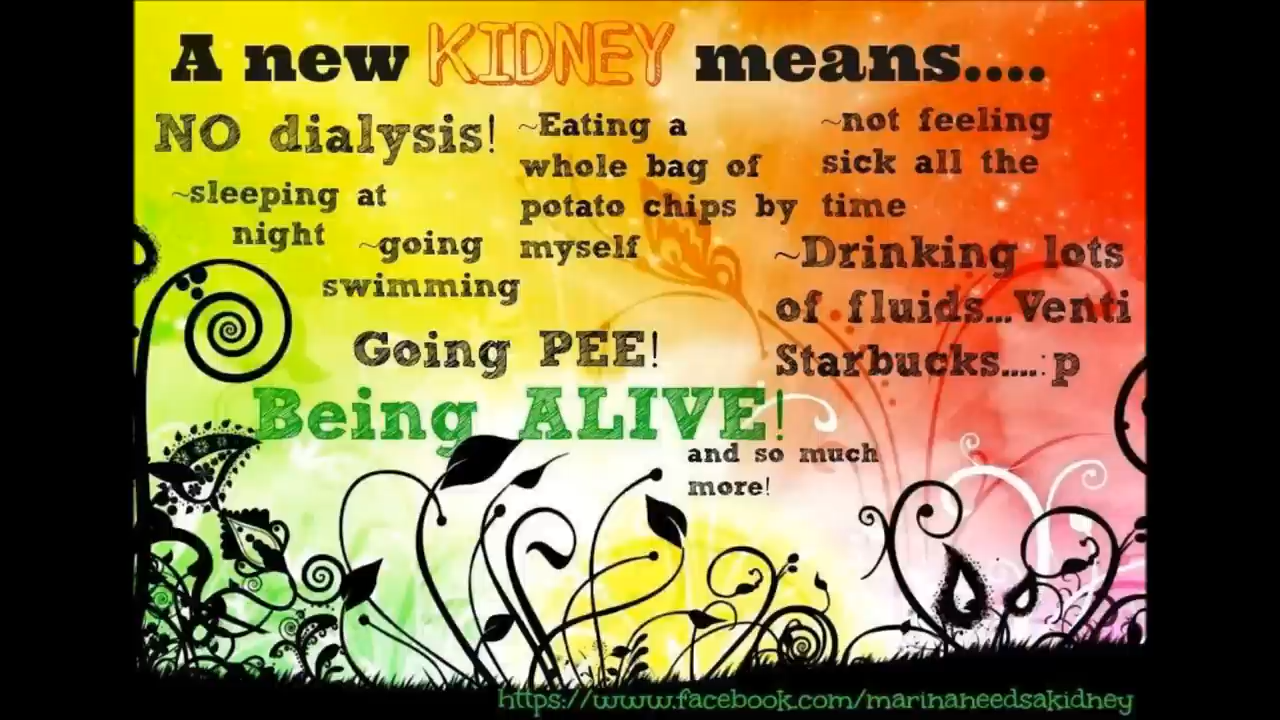 A new KIDNEY means....
NO dialysis!
~sleeping at
night
~going
swimming
~Eating a
whole bag of
potato chips by
myself
~not feeling
sick all the
time
~Drinking lots
of fluids...Venti
Starbucks....:p
Going PEE!
Being ALIVE!
and so much
more!
https://www.facebook.com/marinaneedsakidney